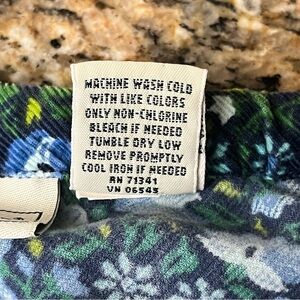 MACHINE WASH COLD
WITH LIKE COLORS
ONLY NON-CHLORINE
BLEACH IF NEEDED
TUMBLE DRY LOW
REMOVE PROMPTLY
COOL IRON IF NEEDED
RN 71341
VN 06543